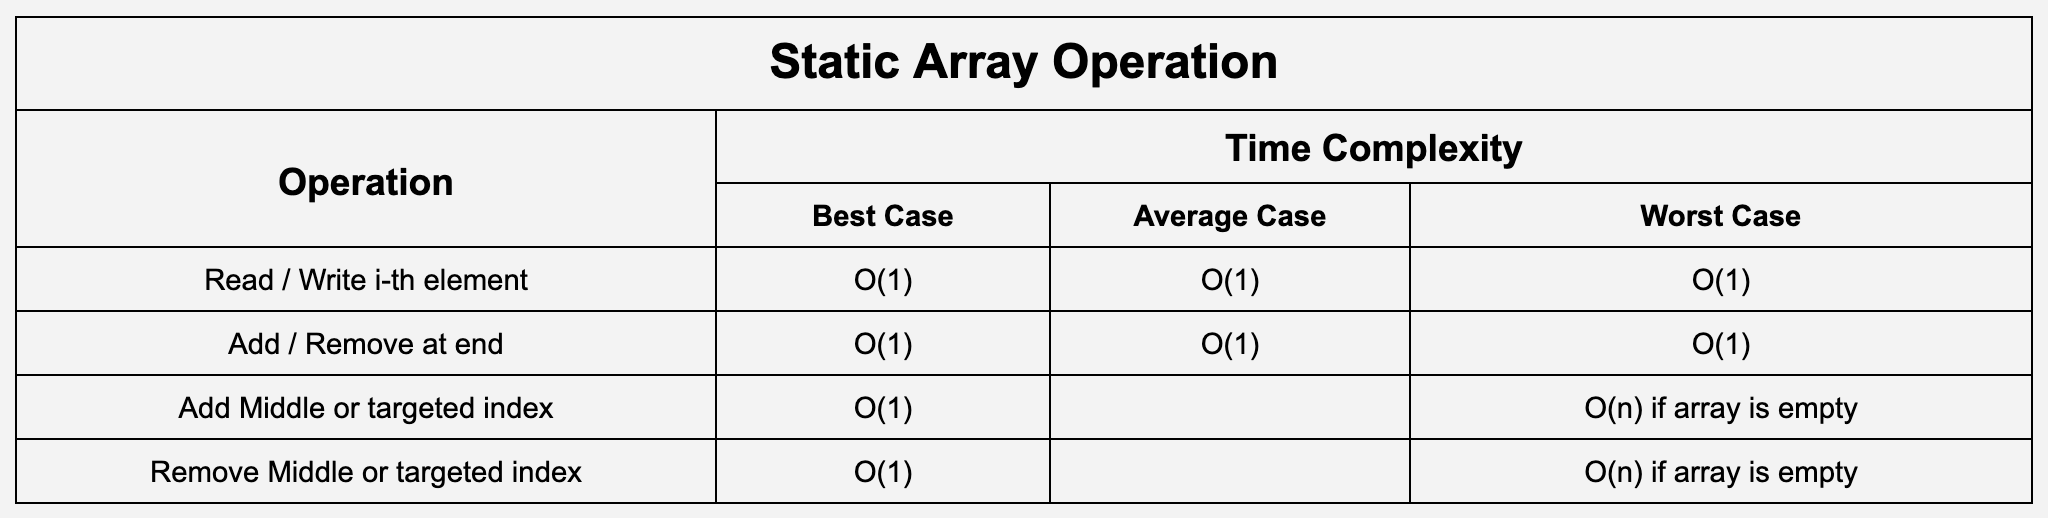 Static Array Operation
Operation
Time Complexity
Best Case
Average Case
Worst Case
Read / Write i-th element
O(1)
O(1)
O(1)
Add / Remove at end
O(1)
O(1)
O(1)
Add Middle or targeted index
O(1)
O(n) if array is empty
Remove Middle or targeted index
O(1)
O(n) if array is empty